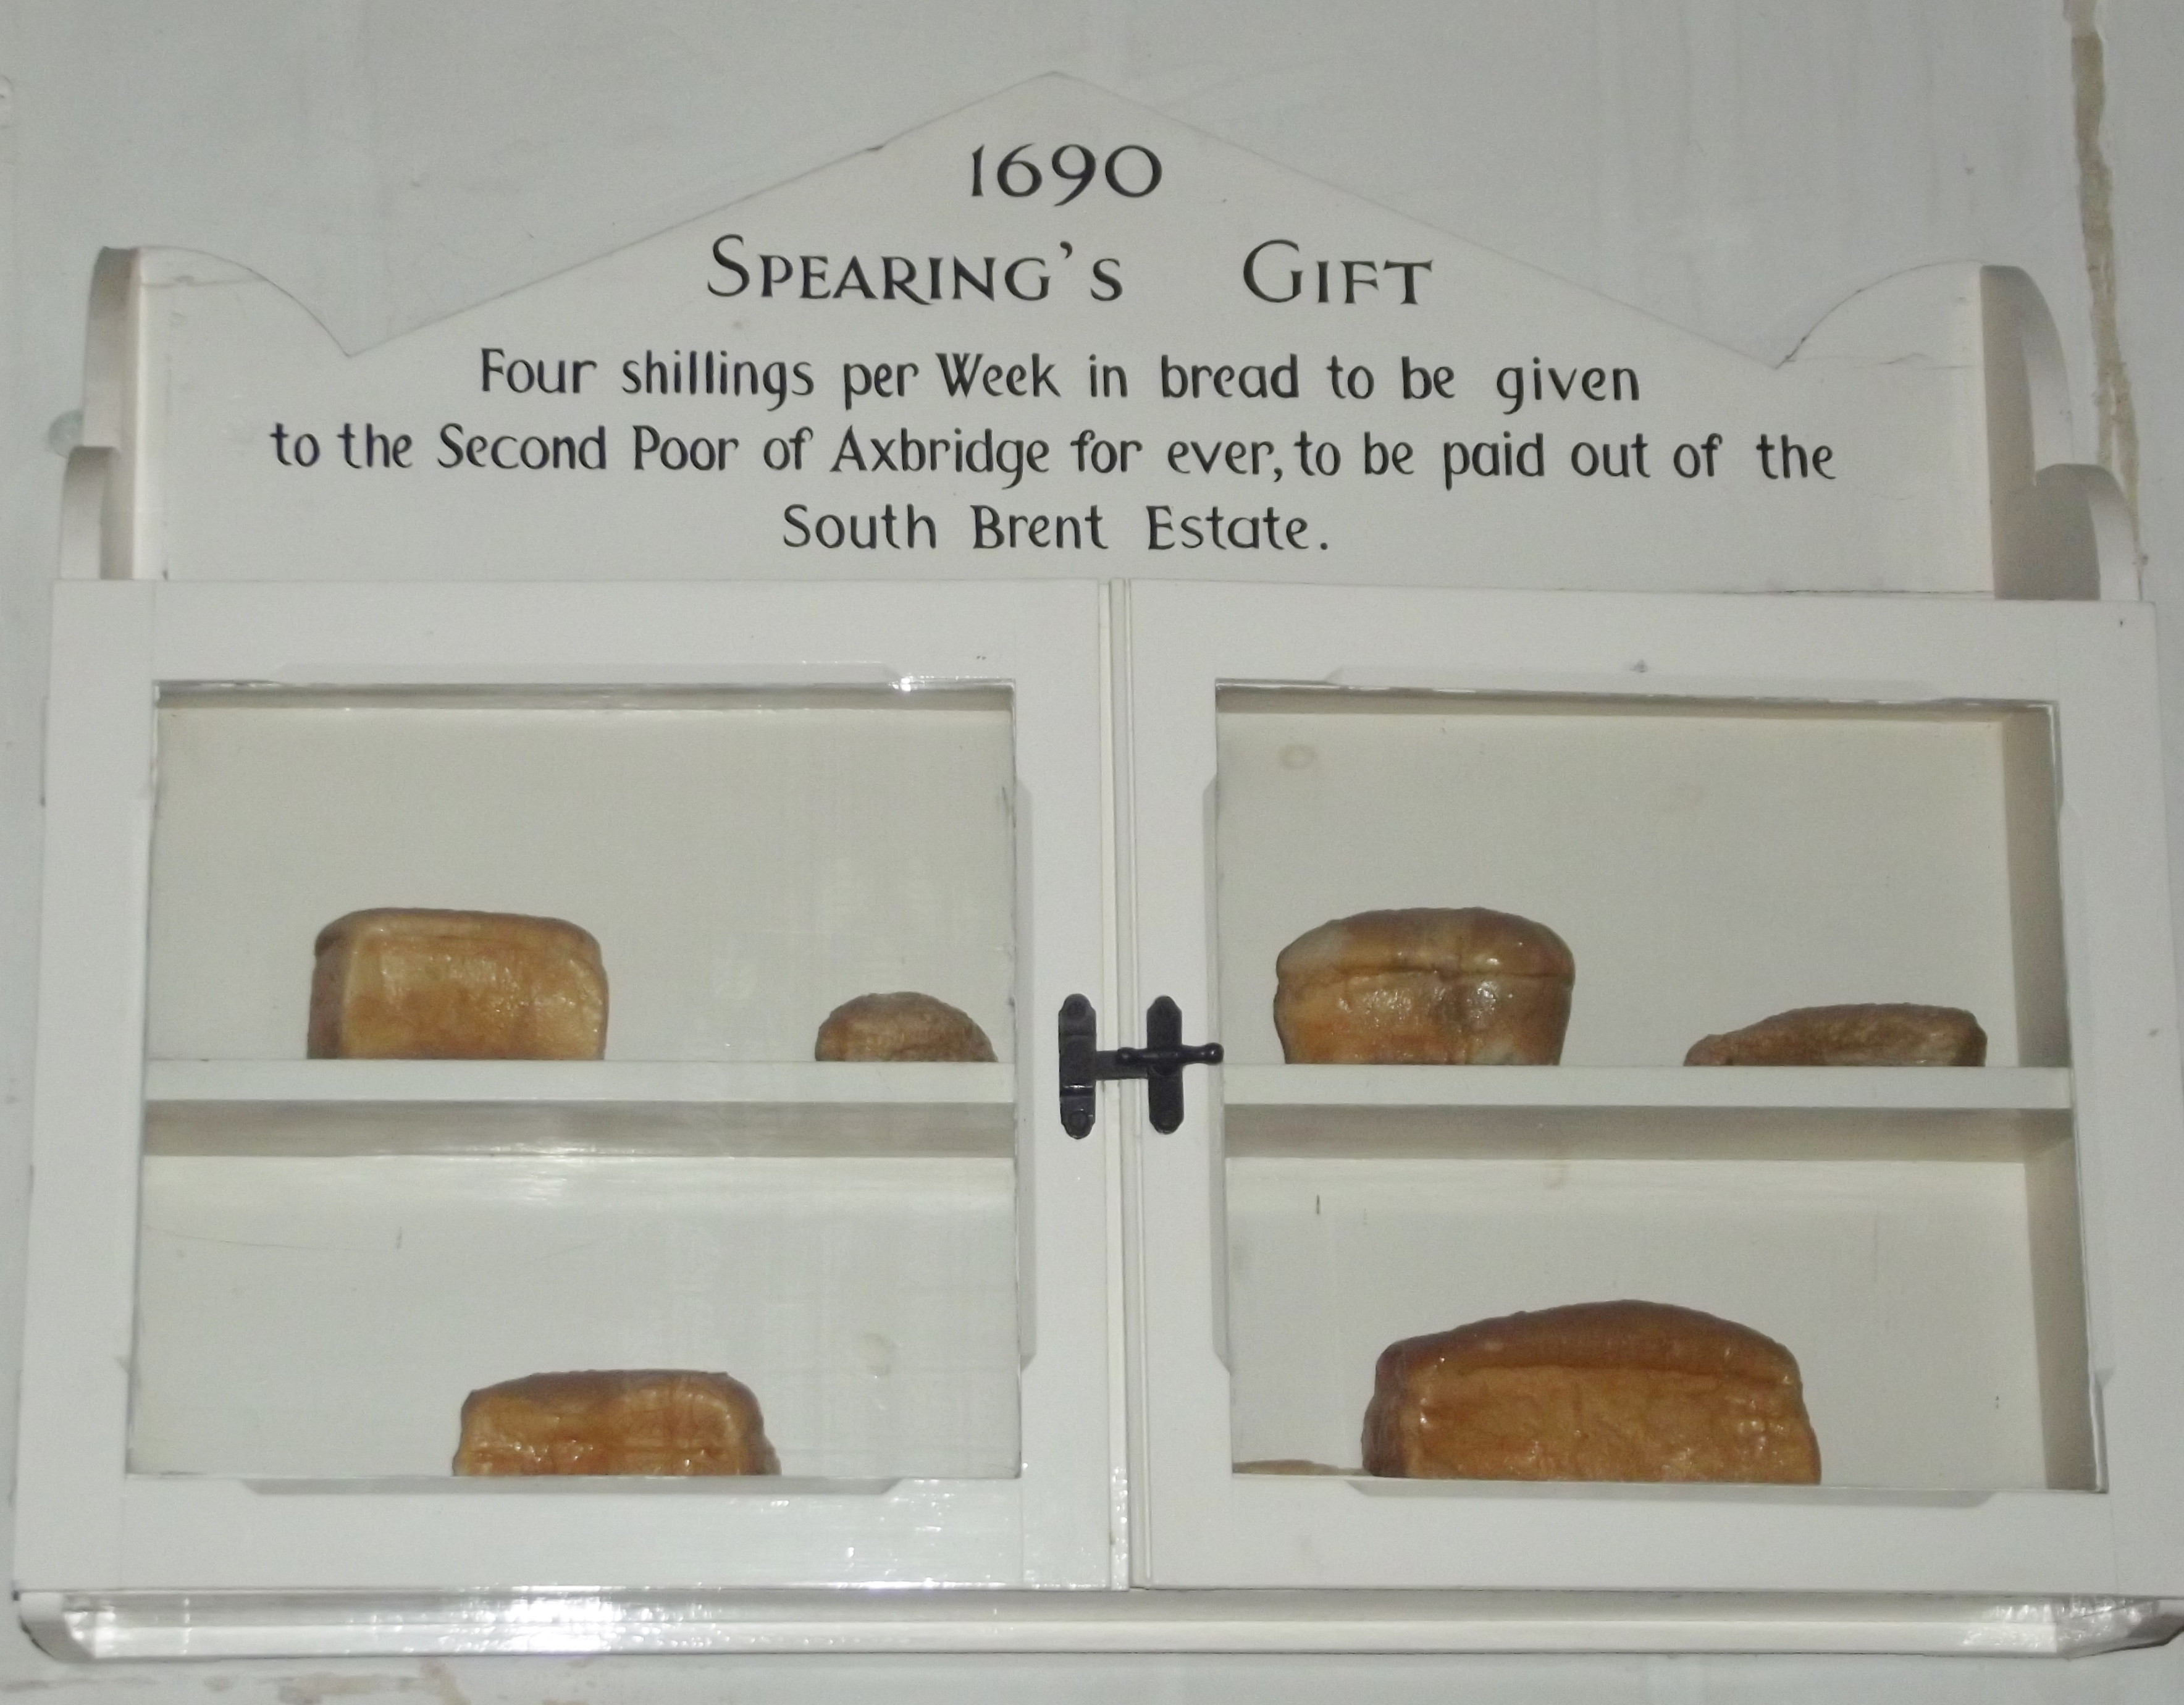 1690
SPEARING'S GIFT
Four shillings per Week in bread to be given
to the Second Poor of Axbridge for ever, to be paid out of the
South Brent Estate.